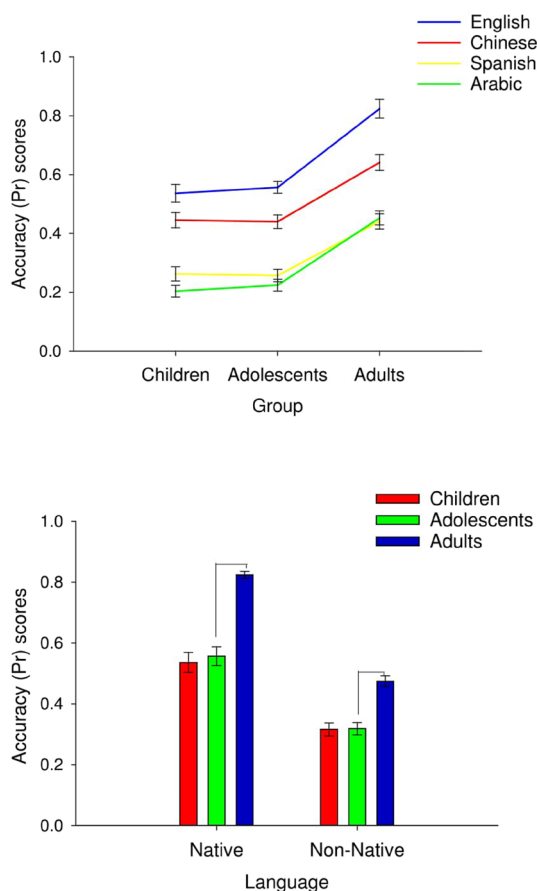 English
Chinese
Spanish
Arabic
1.0
0.8
0.6
0.4
0.2
0.0
Accuracy (Pr) scores
Children Adolescents Adults
Group
Children
Adolescents
Adults
1.0
0.8
0.6
0.4
0.2
0.0
Accuracy (Pr) scores
Native Non-Native
Language